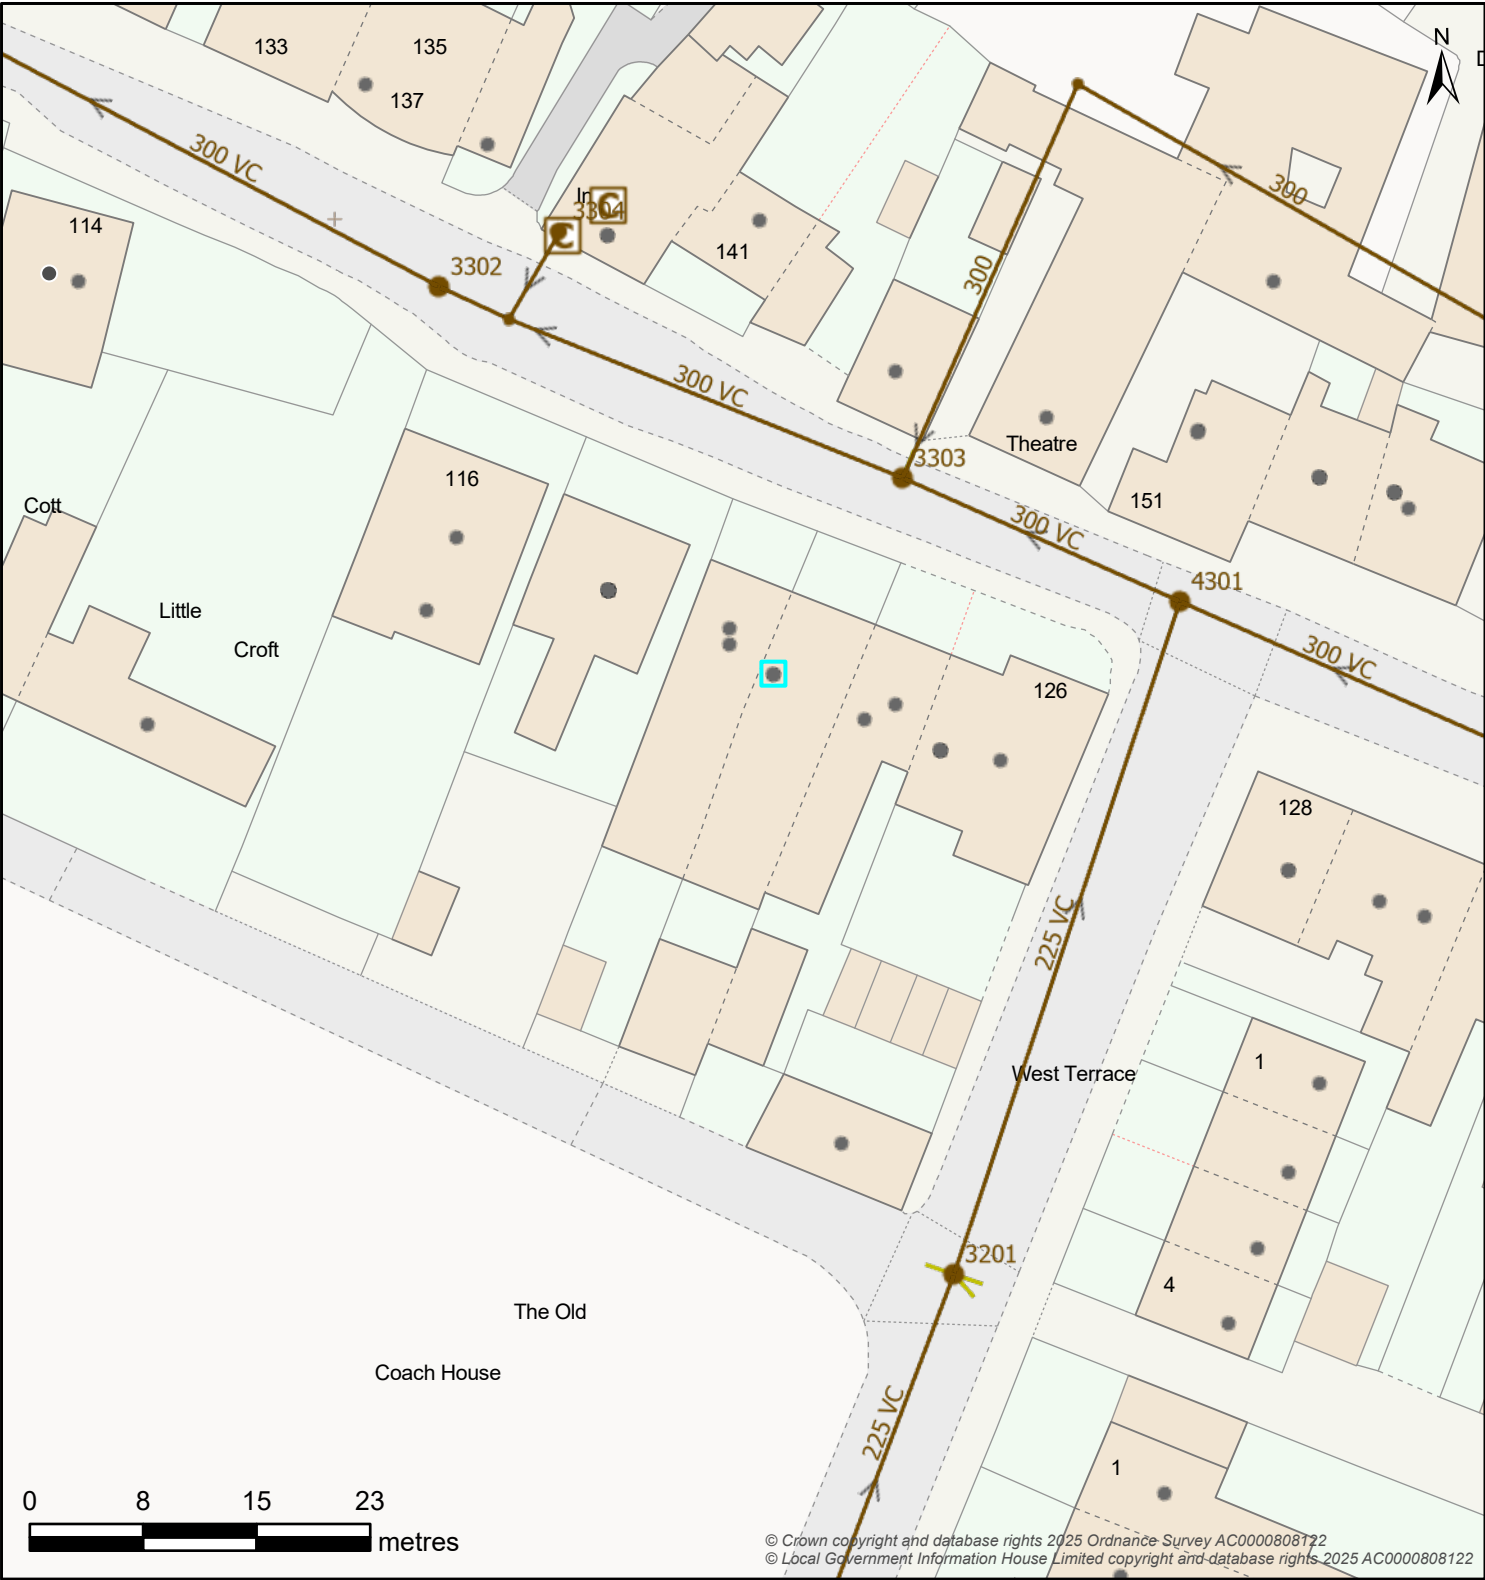 133
135
137
N
300 VC
114
3302
In
C
3304
C
141
300
300
300 VC
3303
Theatre
151
116
Cott
300 VC
4301
Little
Croft
300 VC
126
128
225 VC
West Terrace
1
3201
4
The Old
Coach House
225 VC
1
0 8 15 23
metres
© Crown copyright and database rights 2025 Ordnance Survey AC0000808122
© Local Government Information House Limited copyright and database rights 2025 AC0000808122